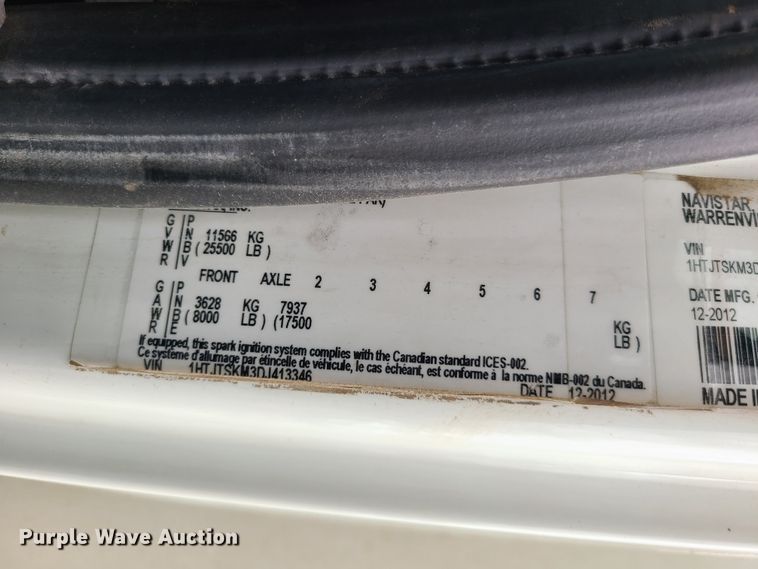 INC.
G P
V N 11566 KG
W B (25500 LB)
R V
FRONT AXLE 2 3 4 5 6 7
G P
A N 3628 KG 7937 KG
W B (8000 LB) (17500 LB)
R E
If equipped, this spark ignition system complies with the Canadian standard ICES-002.
Ce système d'allumage par étincelle de véhicule, le cas échéant, est conforme à la norme NMB-002 du Canada.
VIN 1HTJTSKM3DJ413346 DATE 12-2012
NAVISTAR,
VIN
1HTJTSKM3D
DATE MFG.
12-2012
MADE
Purple Wave Auction